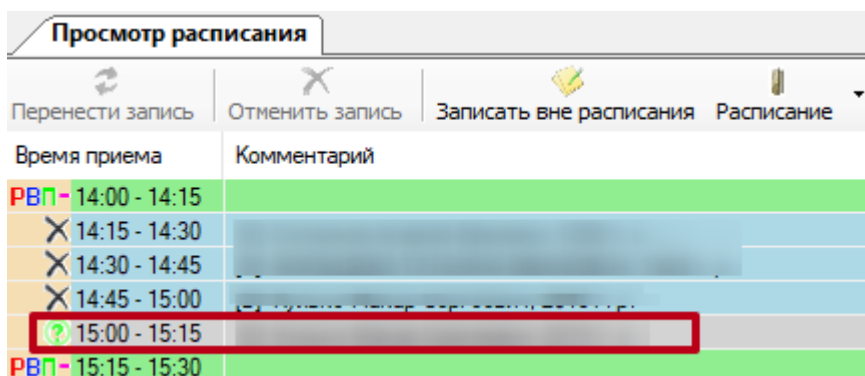 Просмотр расписания
Перенести запись Отменить запись Записать вне расписания Расписание
Время приема Комментарий
РВП- 14:00 - 14:15
14:15 - 14:30
14:30 - 14:45
14:45 - 15:00
? 15:00 - 15:15
РВП- 15:15 - 15:30